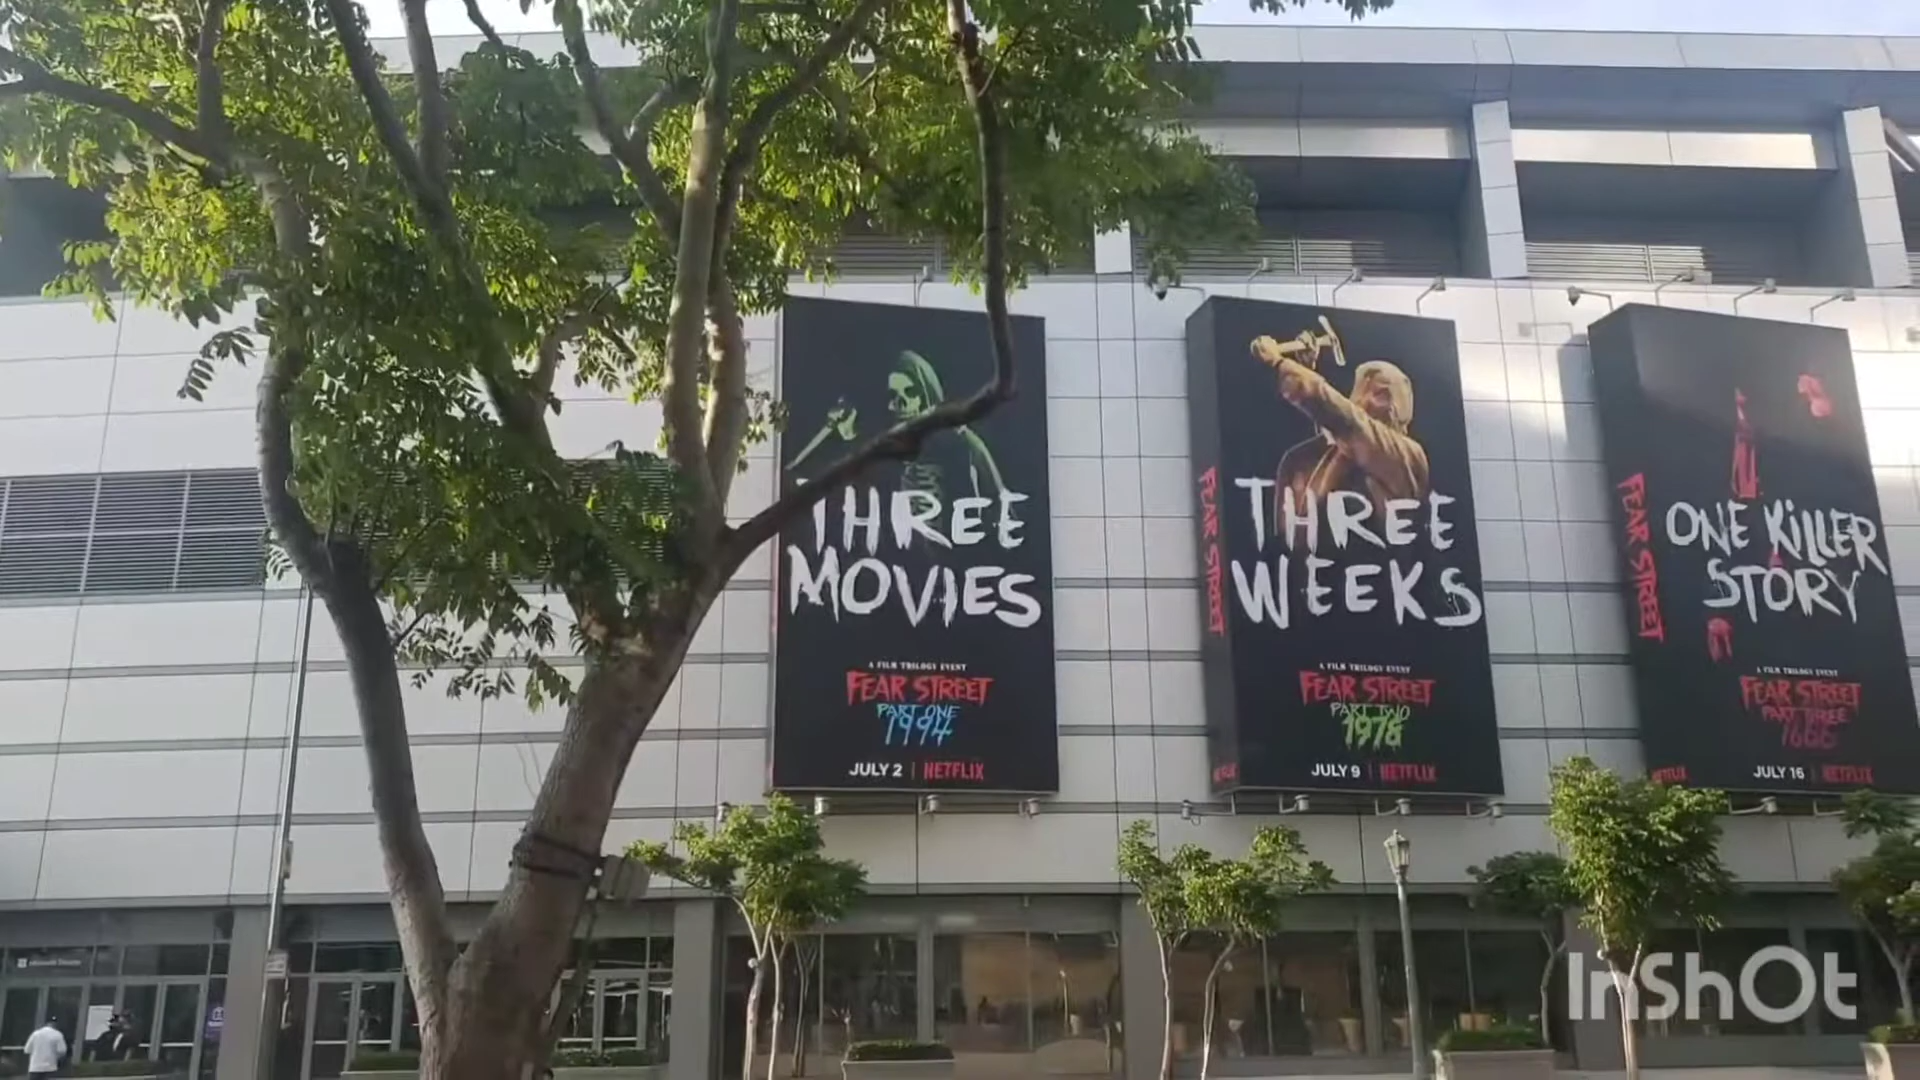 THREE
MOVIES
A FILM TRILOGY EVENT
FEAR STREET
PART ONE
1994
JULY 2 | NETFLIX
FEAR STREET
THREE
WEEKS
A FILM TRILOGY EVENT
FEAR STREET
PART TWO
1978
JULY 9 | NETFLIX
FEAR STREET
NETFLIX
ONE KiLLER
STORY
A FILM TRILOGY EVENT
FEAR STREET
PART THREE
1666
JULY 16 | NETFLIX
InShOt